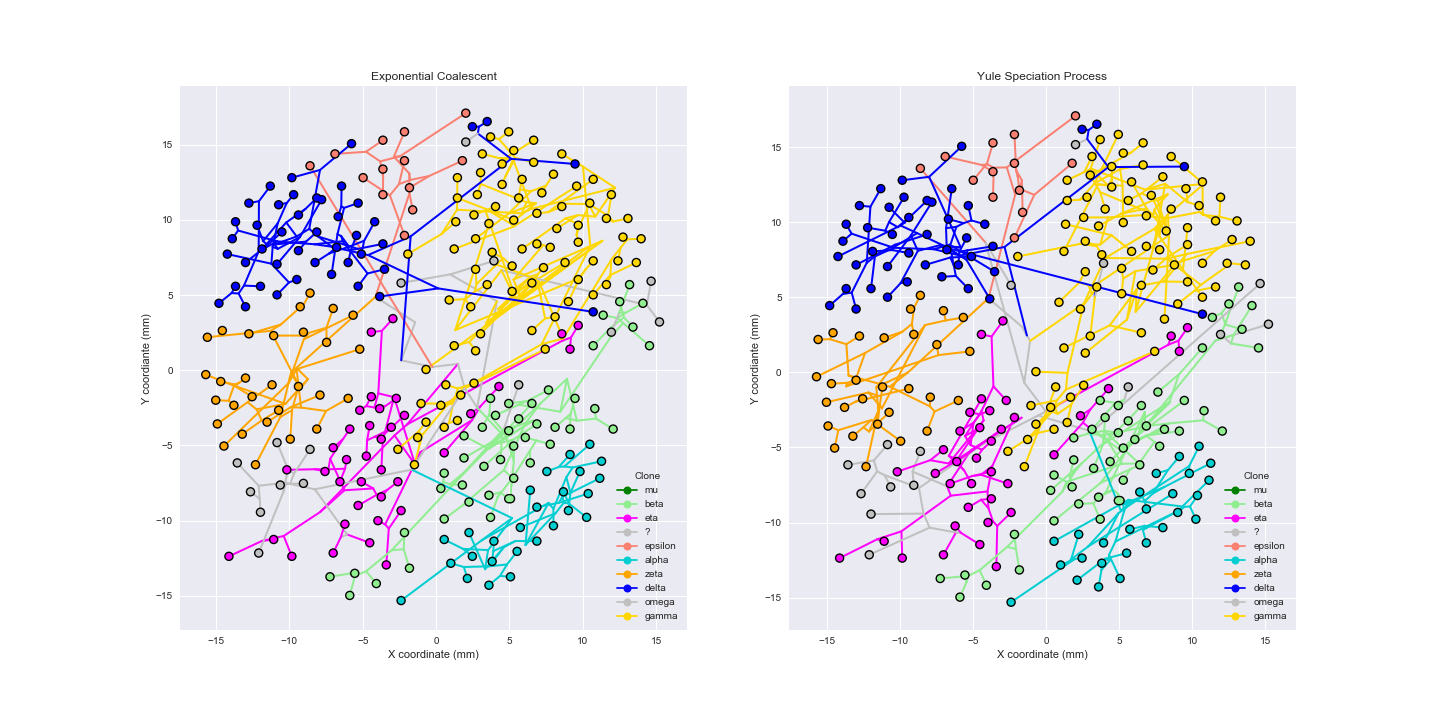 Exponential Coalescent
Y coordiante (mm)
15
10
5
0
−5
−10
−15
−15 −10 −5 0 5 10 15
X coordinate (mm)
Clone
mu
beta
eta
?
epsilon
alpha
zeta
delta
omega
gamma
Yule Speciation Process
Y coordiante (mm)
15
10
5
0
−5
−10
−15
−15 −10 −5 0 5 10 15
X coordinate (mm)
Clone
mu
beta
eta
?
epsilon
alpha
zeta
delta
omega
gamma